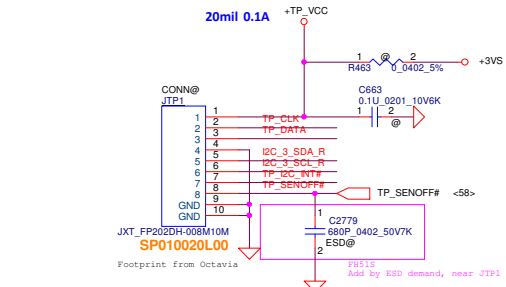 20mil 0.1A
+TP_VCC
1 @ 2
R463 0_0402_5%
+3VS
CONN@
JTP1
C663
0.1U_0201_10V6K
1 2
@
1 1
2 2 TP_CLK
3 3 TP_DATA
4 4
5 5 I2C_3_SDA_R
6 6 I2C_3_SCL_R
7 7 TP_I2C_INT#
8 8 TP_SENOFF#
GND 9
GND 10
TP_SENOFF# <58>
1
C2779
680P_0402_50V7K
ESD@
2
JXT_FP202DH-008M10M
SP010020L00
Footprint from Octavia
FH51S
Add by ESD demand, near JTP1